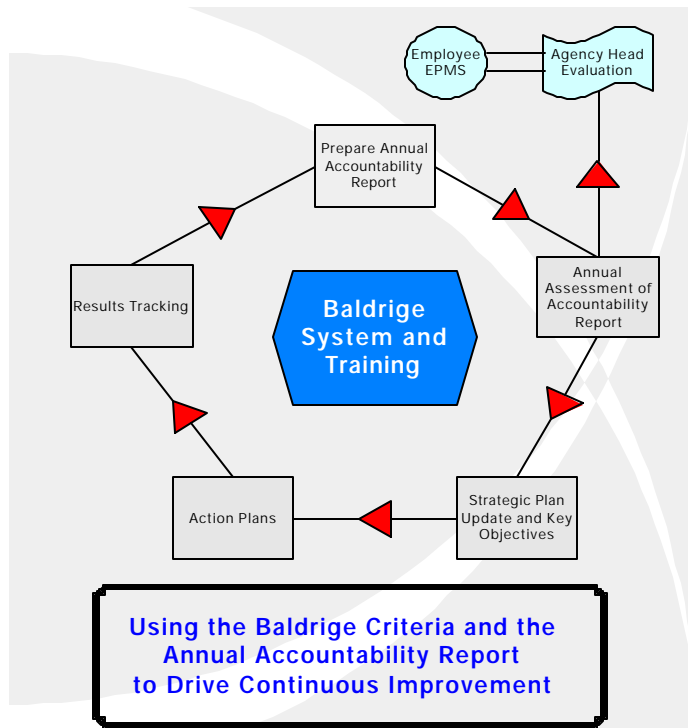 Employee
EPMS
Agency Head
Evaluation
Prepare Annual
Accountability
Report
Annual
Assessment of
Accountability
Report
Results Tracking
Baldrige
System and
Training
Action Plans
Strategic Plan
Update and Key
Objectives
Using the Baldrige Criteria and the
Annual Accountability Report
to Drive Continuous Improvement